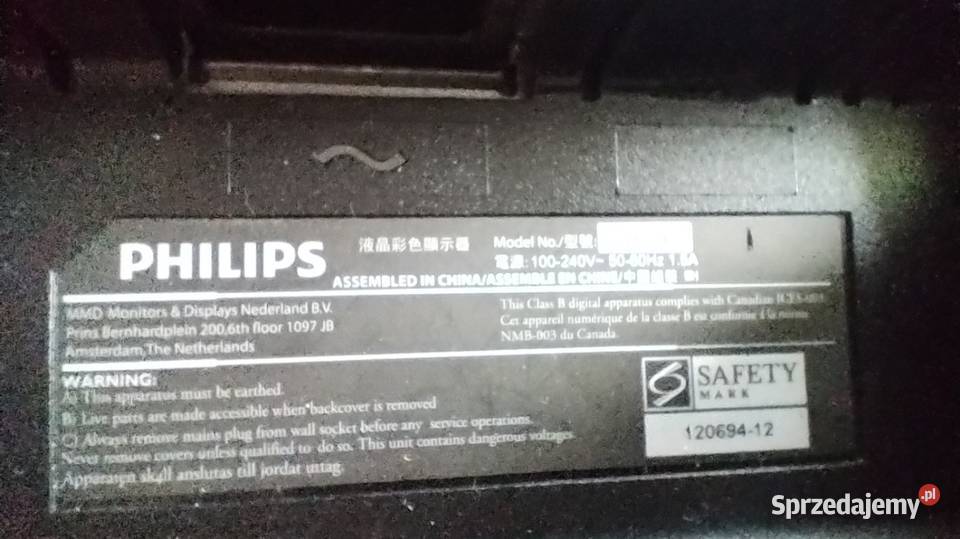 PHILIPS
液晶彩色顯示器
Model No./型號:
電源: 100-240V~ 50-60Hz 1.5A
ASSEMBLED IN CHINA/ASSEMBLE EN CHINE/中國組裝
MMD Monitors & Displays Nederland B.V.
Prins Bernhardplein 200,6th floor 1097 JB
Amsterdam,The Netherlands
This Class B digital apparatus complies with Canadian ICES-003
Cet appareil numérique de la classe B est conforme á la norme
NMB-003 du Canada.
WARNING:
A) This apparatus must be earthed.
B) Live parts are made accessible when backcover is removed
C) Always remove mains plug from wall socket before any service operations.
Never remove covers unless qualified to do so. This unit contains dangerous voltages.
Apparaten skall anslutas till jordat uttag.
SAFETY
MARK
120694-12
Sprzedajemy.pl